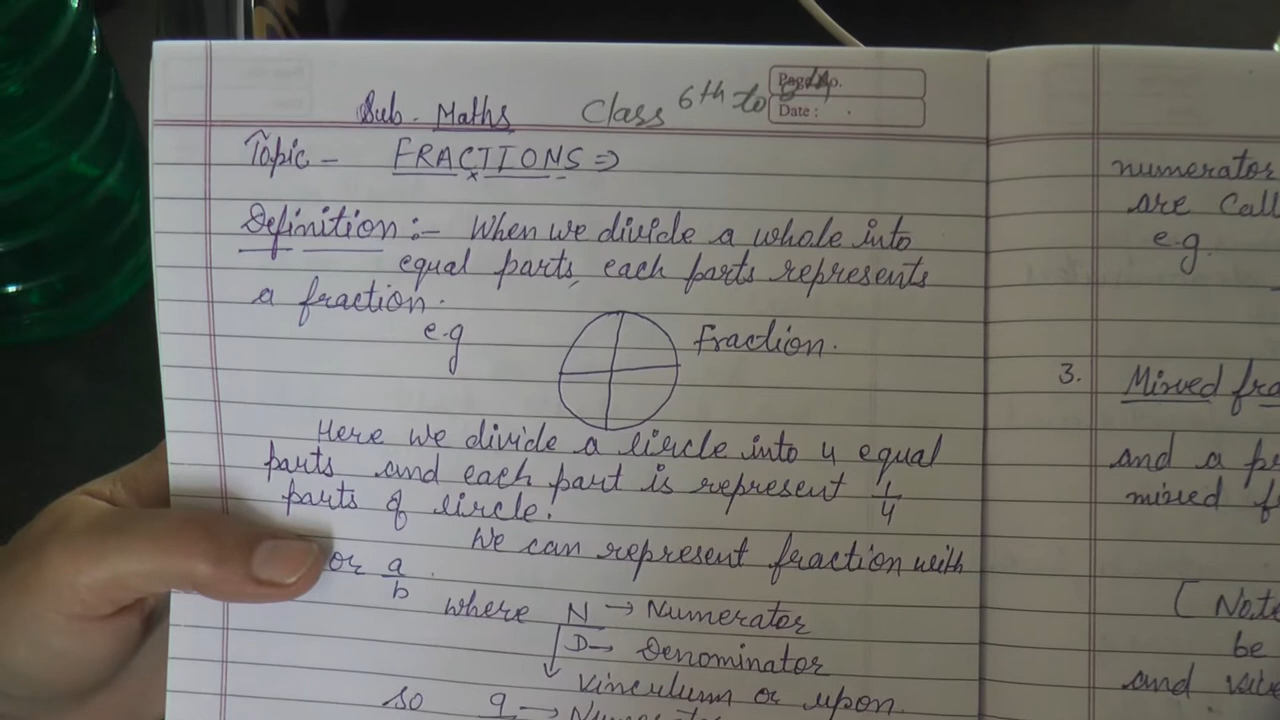 Sub. Maths Class 6th to
Page No.
Date :
Topic - FRACTIONS ⇒
Definition :- When we divide a whole into
equal parts, each parts represents
a fraction.
e.g Fraction.
Here we divide a circle into 4 equal
parts and each part is represent 1/4
parts of circle.
We can represent fraction with
or a/b.
where N → Numerator
D → Denominator
Vinculum or upon.
so
numerator
are Call
e.g.
3. Mixed fra
and a
mixed f
[ Note
be
and valu